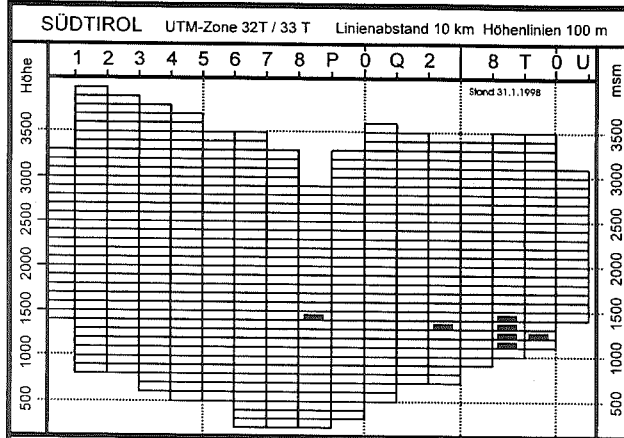 SÜDTIROL UTM-Zone 32T / 33 T Linienabstand 10 km Höhenlinien 100 m
Höhe 1 2 3 4 5 6 7 8 P 0 Q 2 8 T 0 U msm
Stand 31.1.1998
3500 3500
3000 3000
2500 2500
2000 2000
1500 1500
1000 1000
500 500